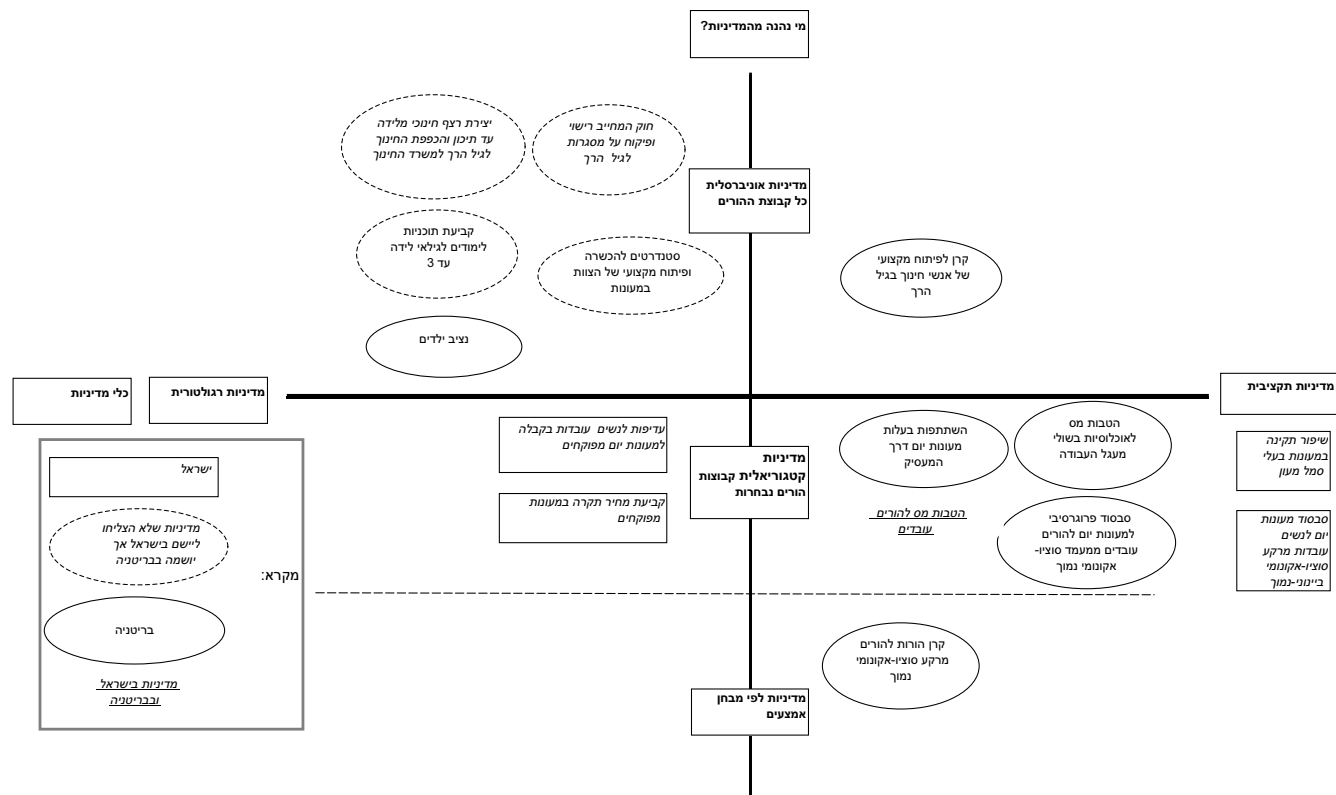 מי נהנה מהמדיניות?
יצירת רצף חינוכי מלידה
עד תיכון והכפפת החינוך
לגיל הרך למשרד החינוך
חוק המחייב רישוי
ופיקוח על מסגרות
לגיל הרך
מדיניות אוניברסלית
כל קבוצת ההורים
קביעת תוכניות
לימודים לגילאי לידה
עד 3
סטנדרטים להכשרה
ופיתוח מקצועי של הצוות
במעונות
קרן לפיתוח מקצועי
של אנשי חינוך בגיל
הרך
נציב ילדים
מדיניות תקציבית
מדיניות רגולטורית
כלי מדיניות
הטבות מס
לאוכלוסיות בשולי
מעגל העבודה
השתתפות בעלות
מעונות יום דרך
המעסיק
עדיפות לנשים עובדות בקבלה
למעונות יום מפוקחים
שיפור תקינה
במעונות בעלי
סמל מעון
מדיניות
קטגוריאלית קבוצות
הורים נבחרות
קביעת מחיר תקרה במעונות
מפוקחים
הטבות מס להורים
עובדים
סבסוד פרוגרסיבי
למעונות יום להורים
עובדים ממעמד סוציו-
אקונומי נמוך
סבסוד מעונות
יום לנשים
עובדות מרקע
סוציו-אקונומי
ביינוני-נמוך
קרן הורות להורים
מרקע סוציו-אקונומי
נמוך
מדיניות לפי מבחן
אמצעים
מקרא:
ישראל
מדיניות שלא הצליחו
ליישם בישראל אך
יושמה בבריטניה
בריטניה
מדיניות בישראל
ובבריטניה